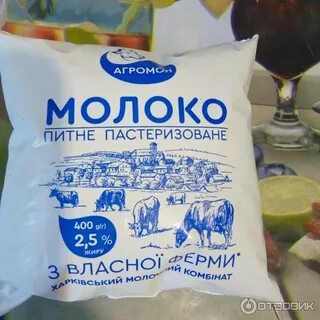 АГРОМОЛ
МОЛОКО
ПИТНЕ ПАСТЕРИЗОВАНЕ
400 g(г)
2,5 %
ЖИРУ
З ВЛАСНОЇ ФЕРМИ*
ХАРКІВСЬКИЙ МОЛОЧНИЙ КОМБІНАТ
ОТЗОВИК